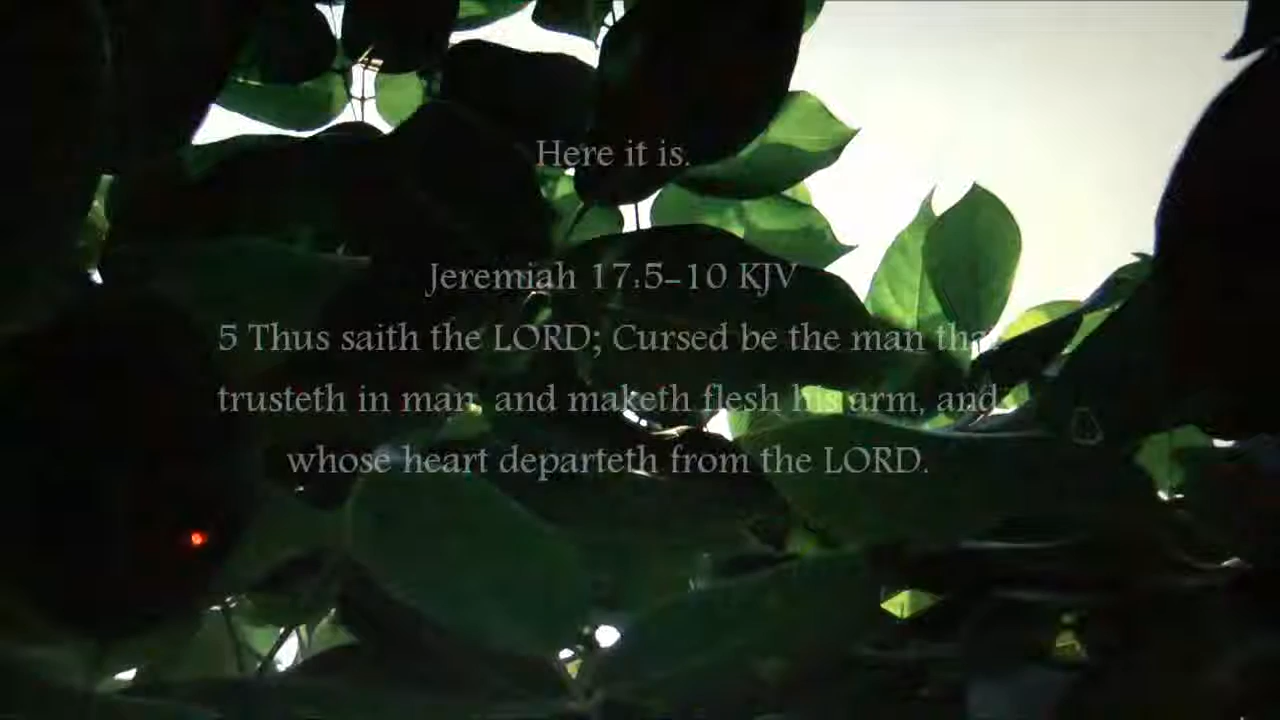 Here it is.
Jeremiah 17:5-10 KJV
5 Thus saith the LORD; Cursed be the man that
trusteth in man, and maketh flesh his arm, and
whose heart departeth from the LORD.